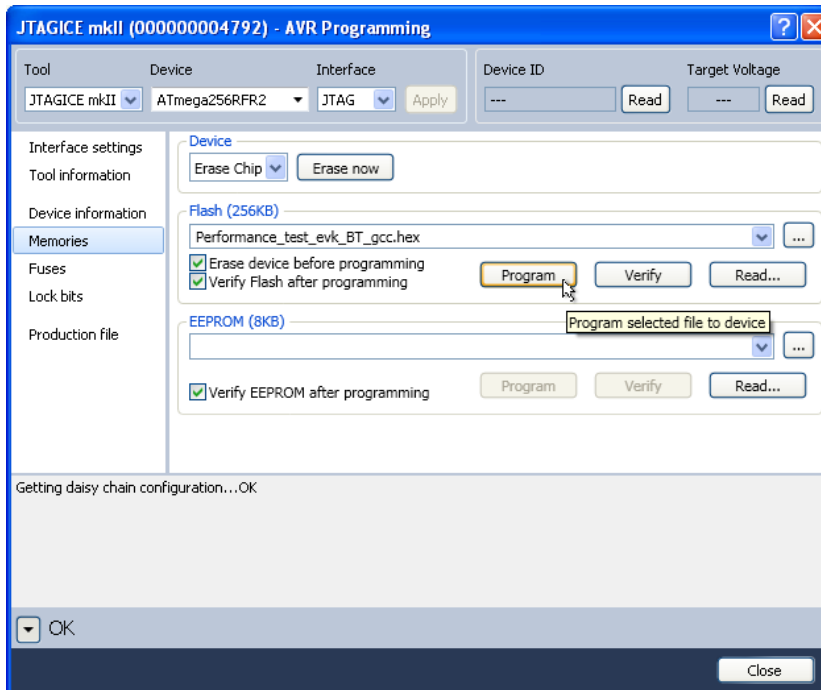 JTAGICE mkII (000000004792) - AVR Programming
Tool Device Interface Device ID Target Voltage
JTAGICE mkII ATmega256RFR2 JTAG Apply --- Read --- Read
Interface settings
Tool information
Device information
Memories
Fuses
Lock bits
Production file
Device
Erase Chip Erase now
Flash (256KB)
Performance_test_evk_BT_gcc.hex ...
Erase device before programming
Verify Flash after programming
Program Verify Read...
Program selected file to device
EEPROM (8KB)
...
Verify EEPROM after programming
Program Verify Read...
Getting daisy chain configuration...OK
OK
Close